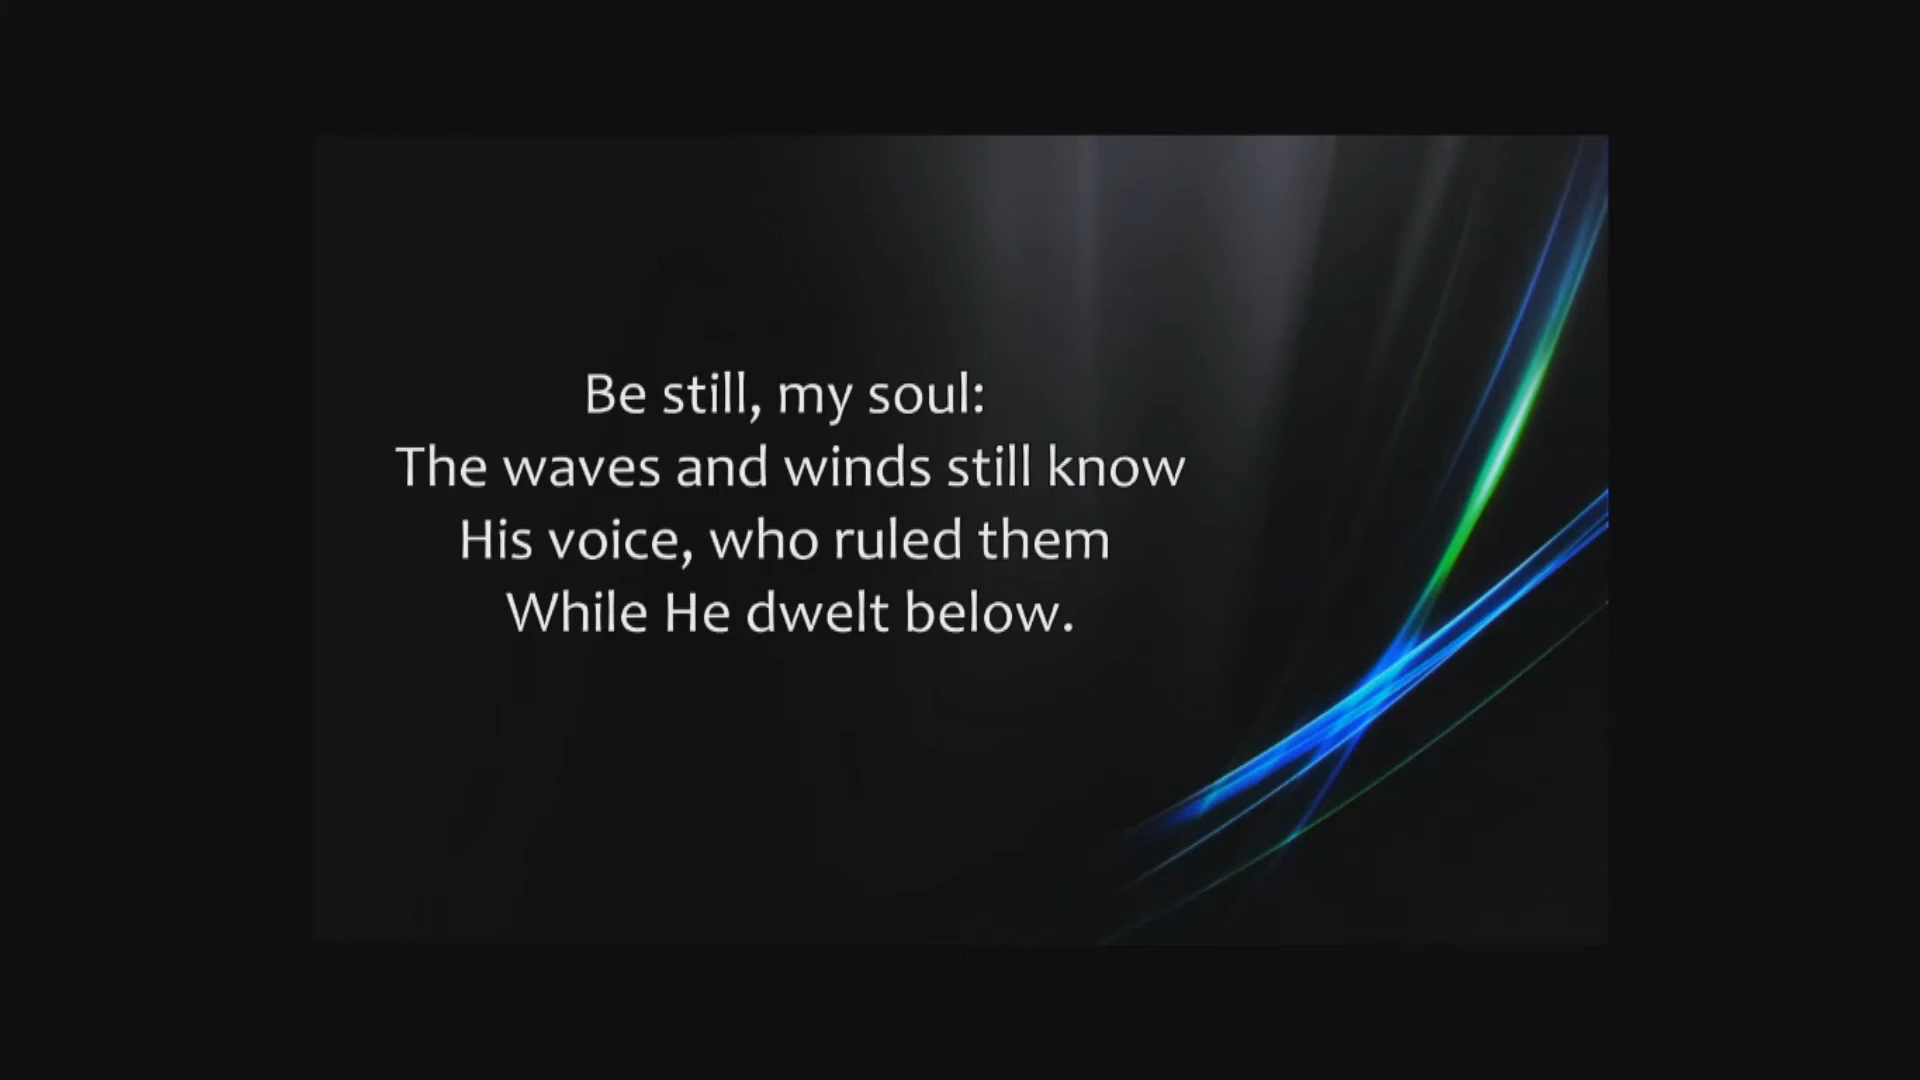 Be still, my soul:
The waves and winds still know
His voice, who ruled them
While He dwelt below.